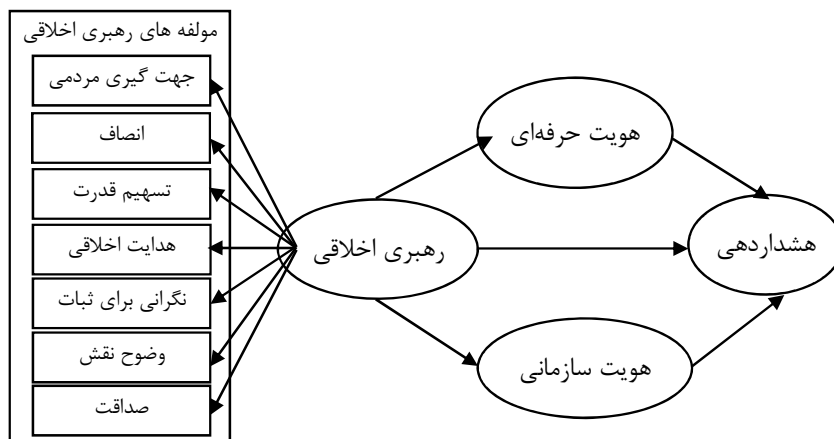 مولفه های رهبری اخلاقی
جهت گیری مردمی
انصاف
تسهیم قدرت
هدایت اخلاقی
نگرانی برای ثبات
وضوح نقش
صداقت
رهبری اخلاقی
هویت حرفه‌ای
هویت سازمانی
هشداردهی